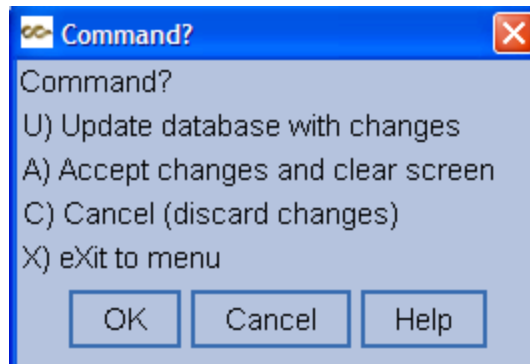 Command?
Command?
U) Update database with changes
A) Accept changes and clear screen
C) Cancel (discard changes)
X) eXit to menu
OK Cancel Help